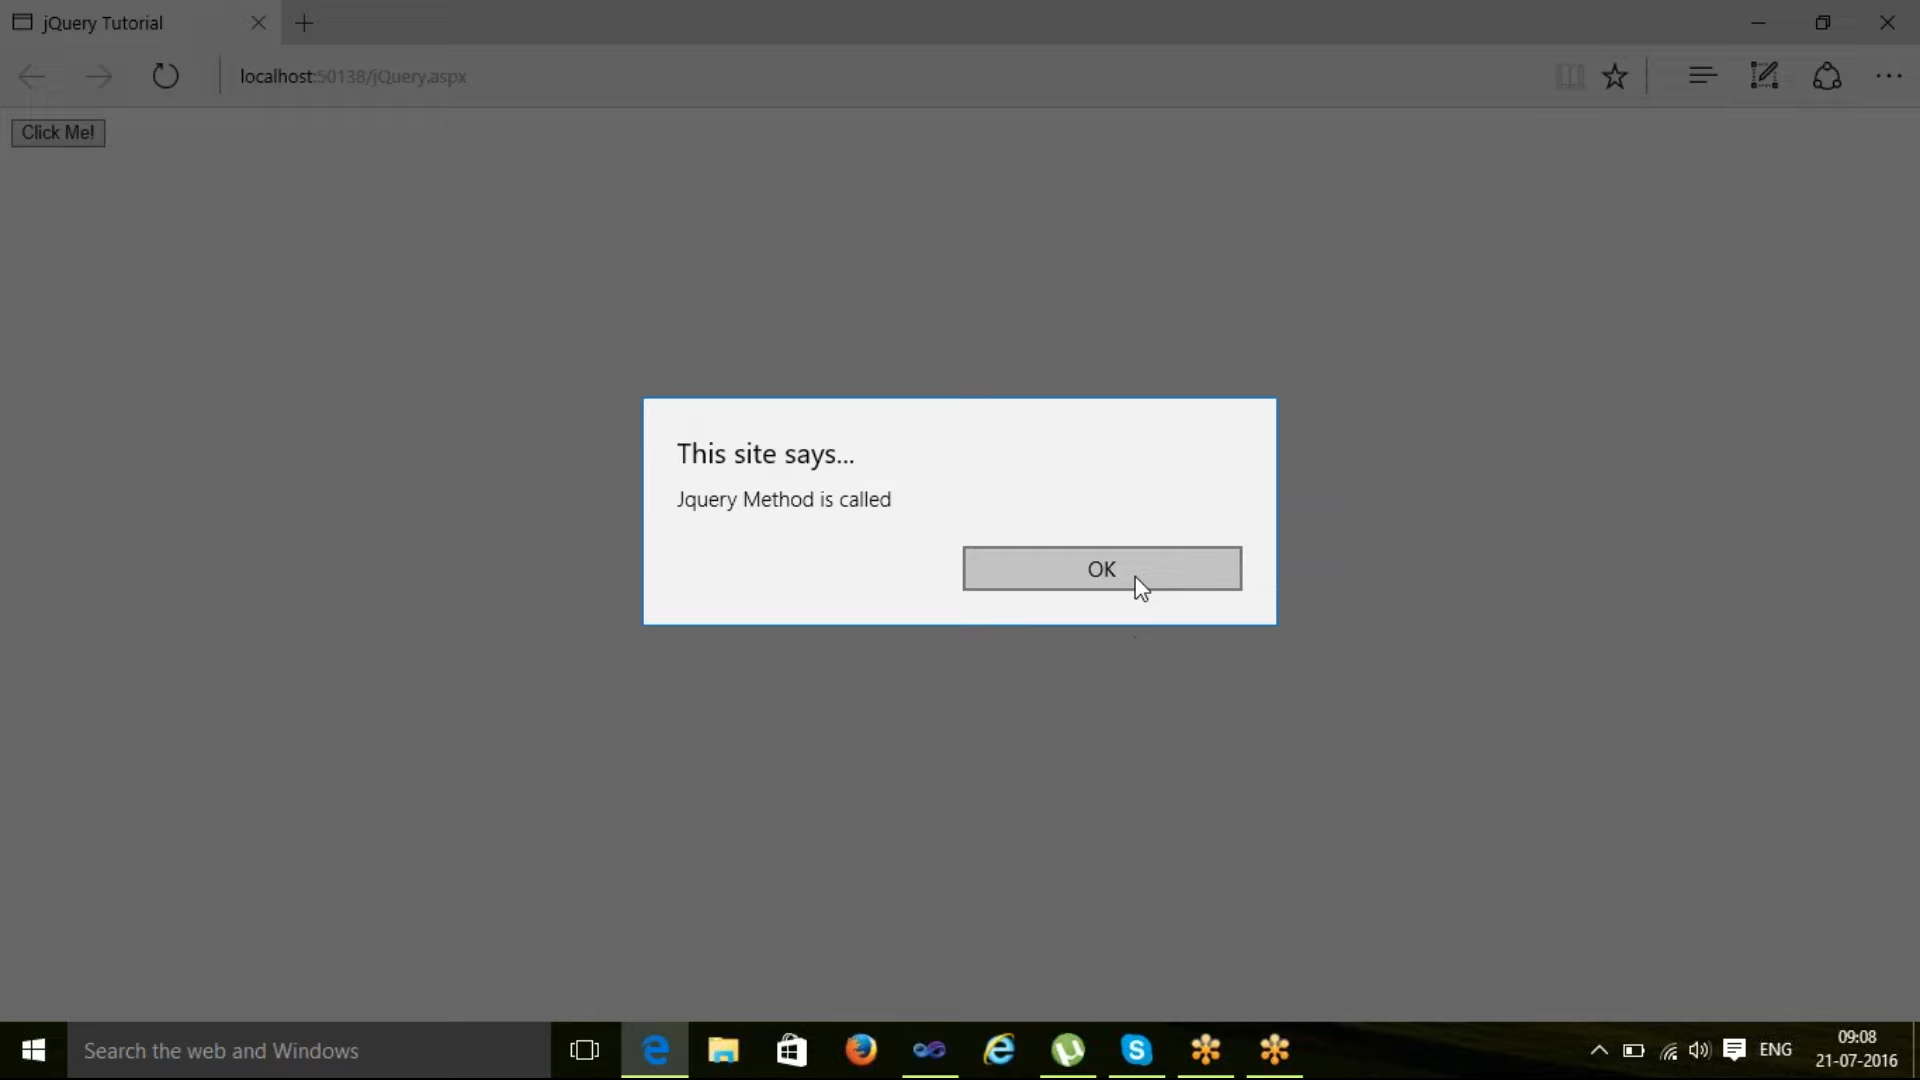 jQuery Tutorial
localhost:50138/jQuery.aspx
Click Me!
This site says...
Jquery Method is called
OK
Search the web and Windows
ENG
09:08
21-07-2016